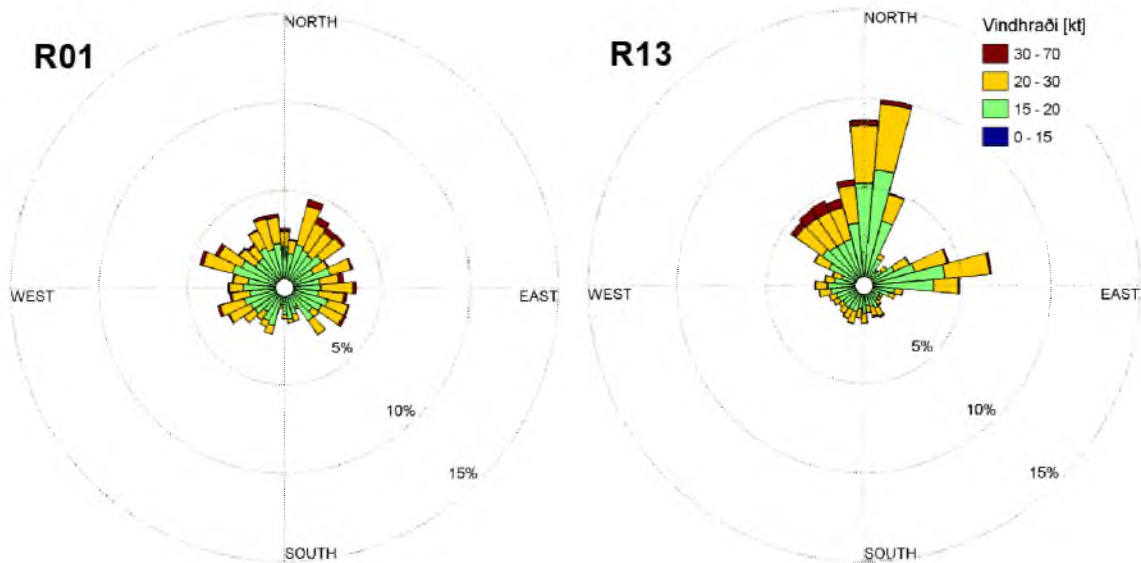 R01
NORTH
WEST
EAST
SOUTH
5%
10%
15%
R13
NORTH
WEST
EAST
SOUTH
5%
10%
15%
Vindhraði [kt]
30 - 70
20 - 30
15 - 20
0 - 15